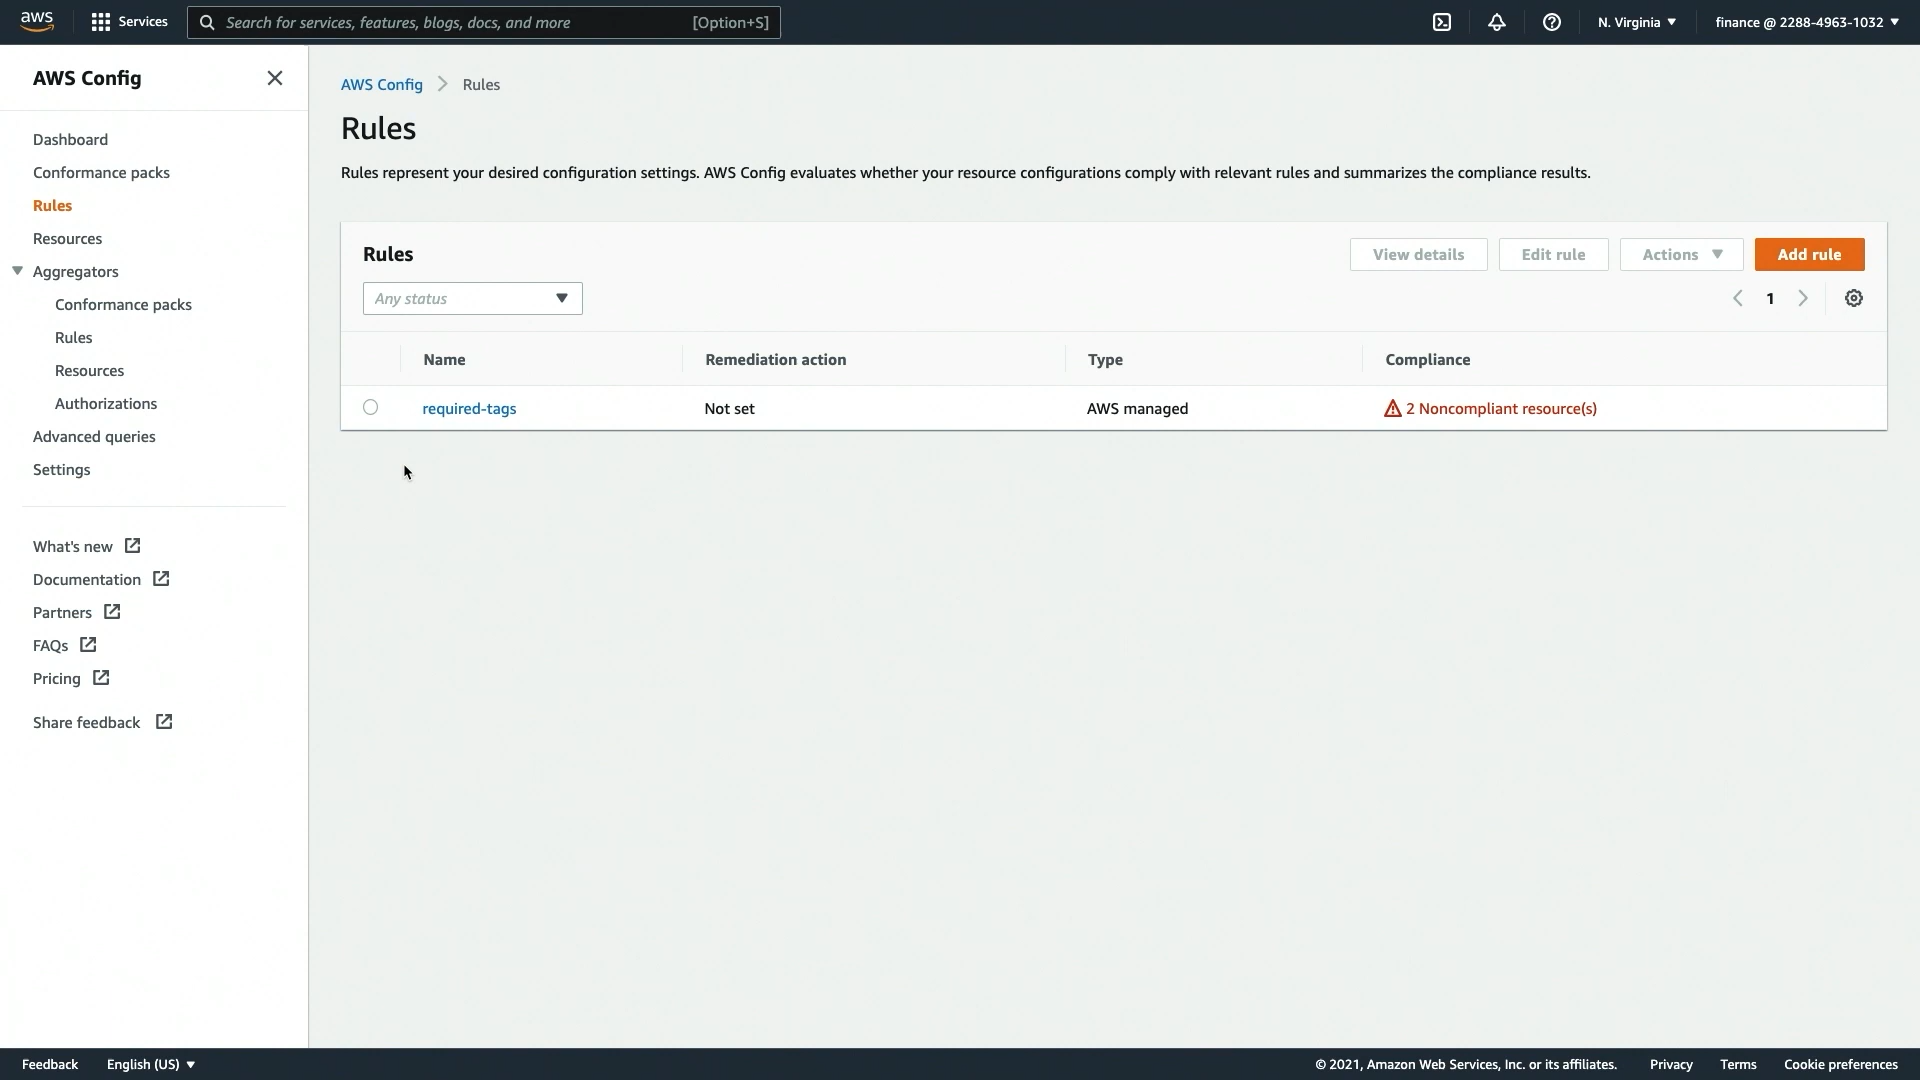 aws
Services
Search for services, features, blogs, docs, and more [Option+S]
N. Virginia
finance @ 2288-4963-1032
AWS Config
Dashboard
Conformance packs
Rules
Resources
Aggregators
Conformance packs
Rules
Resources
Authorizations
Advanced queries
Settings
What's new
Documentation
Partners
FAQs
Pricing
Share feedback
AWS Config Rules
Rules
Rules represent your desired configuration settings. AWS Config evaluates whether your resource configurations comply with relevant rules and summarizes the compliance results.
Rules
View details
Edit rule
Actions
Add rule
Any status
1
Name Remediation action Type Compliance
required-tags Not set AWS managed 2 Noncompliant resource(s)
Feedback English (US) © 2021, Amazon Web Services, Inc. or its affiliates. Privacy Terms Cookie preferences